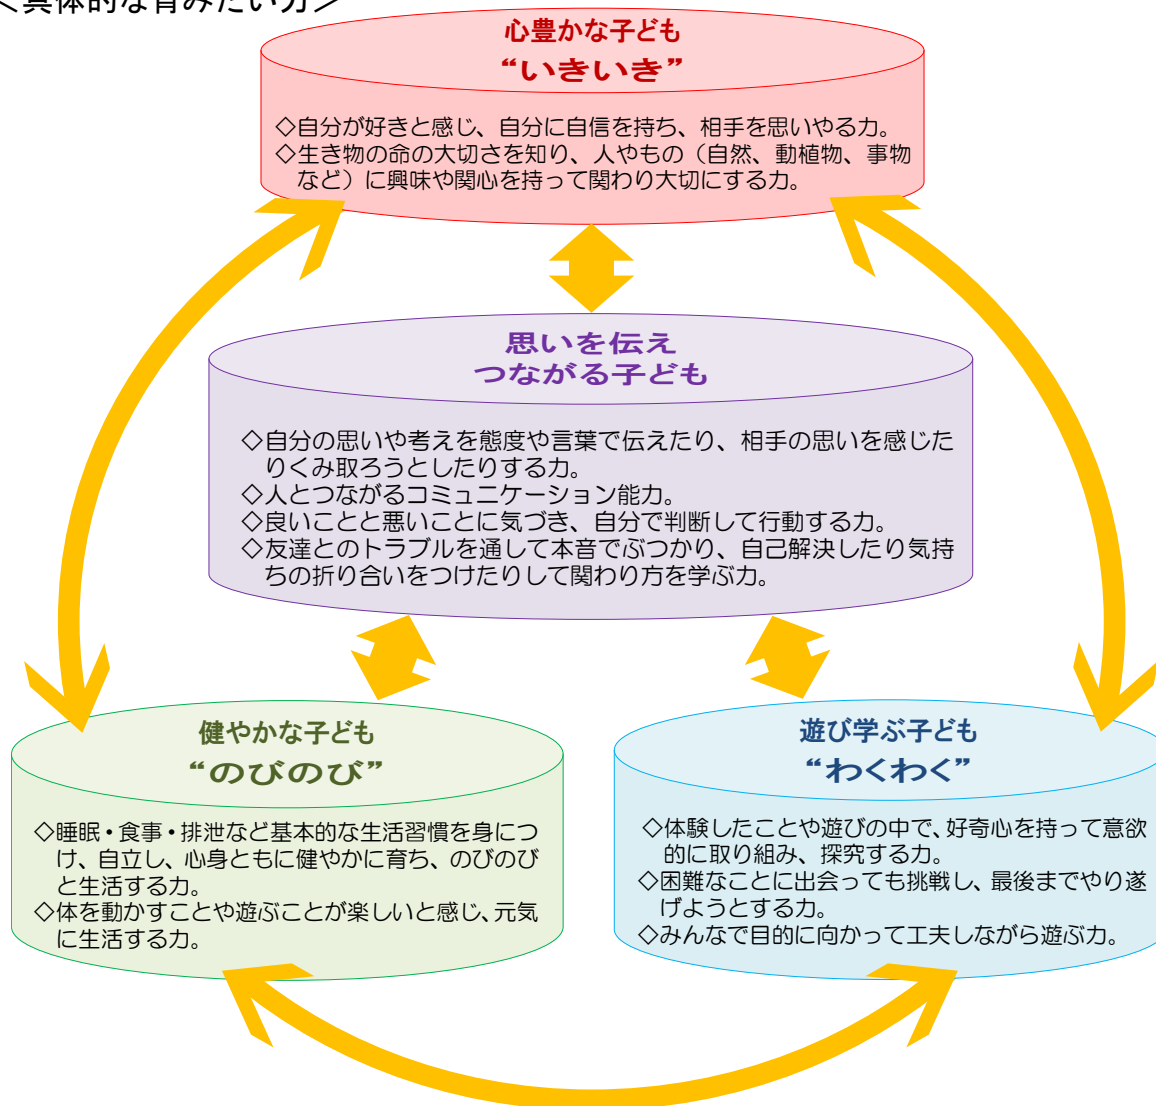 ＜具体的な育みたい力＞
心豊かな子ども
“いきいき”
◇自分が好きと感じ、自分に自信を持ち、相手を思いやる力。
◇生き物の命の大切さを知り、人やもの（自然、動植物、事物
など）に興味や関心を持って関わり大切にする力。
思いを伝え
つながる子ども
◇自分の思いや考えを態度や言葉で伝えたり、相手の思いを感じた
りくみ取ろうとしたりする力。
◇人とつながるコミュニケーション能力。
◇良いことと悪いことに気づき、自分で判断して行動する力。
◇友達とのトラブルを通して本音でぶつかり、自己解決したり気持
ちの折り合いをつけたりして関わり方を学ぶ力。
健やかな子ども
“のびのび”
◇睡眠・食事・排泄など基本的な生活習慣を身につ
け、自立し、心身ともに健やかに育ち、のびのび
と生活する力。
◇体を動かすことや遊ぶことが楽しいと感じ、元気
に生活する力。
遊び学ぶ子ども
“わくわく”
◇体験したことや遊びの中で、好奇心を持って意欲
的に取り組み、探究する力。
◇困難なことに出会っても挑戦し、最後までやり遂
げようとする力。
◇みんなで目的に向かって工夫しながら遊ぶ力。